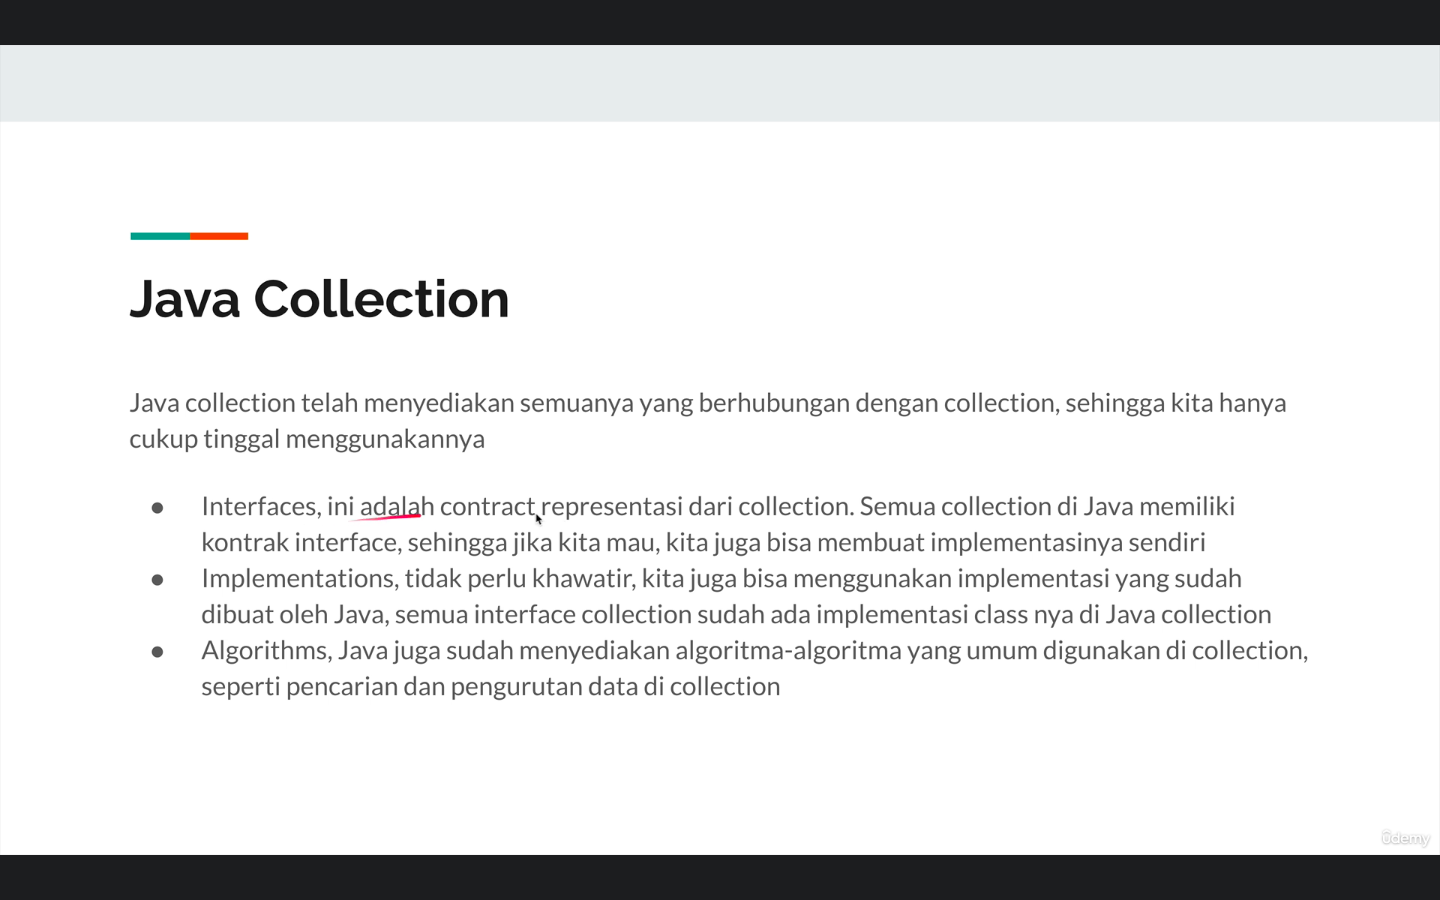 Java Collection
Java collection telah menyediakan semuanya yang berhubungan dengan collection, sehingga kita hanya
cukup tinggal menggunakannya
● Interfaces, ini adalah contract representasi dari collection. Semua collection di Java memiliki
kontrak interface, sehingga jika kita mau, kita juga bisa membuat implementasinya sendiri
● Implementations, tidak perlu khawatir, kita juga bisa menggunakan implementasi yang sudah
dibuat oleh Java, semua interface collection sudah ada implementasi class nya di Java collection
● Algorithms, Java juga sudah menyediakan algoritma-algoritma yang umum digunakan di collection,
seperti pencarian dan pengurutan data di collection
ûdemy